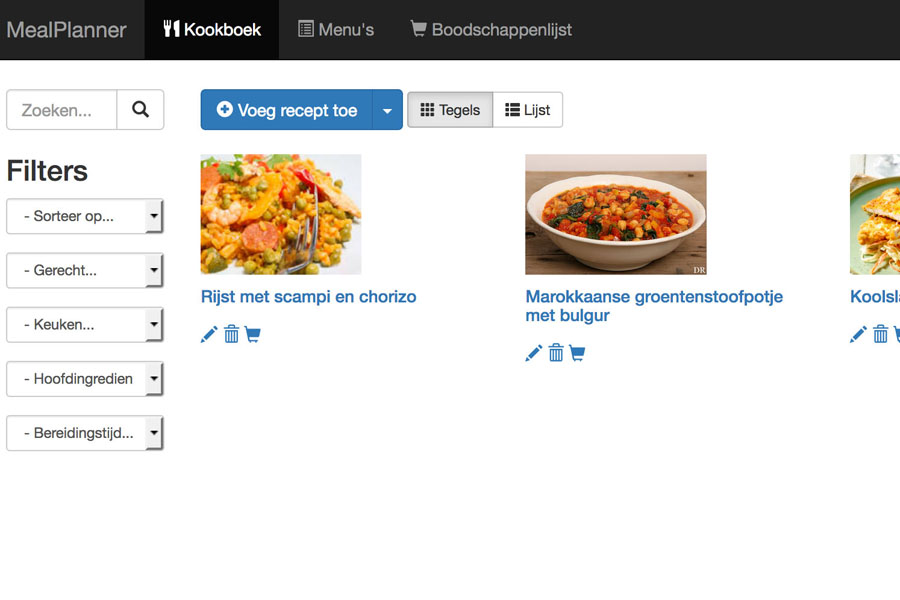 MealPlanner
Kookboek
Menu's
Boodschappenlijst
Zoeken...
Voeg recept toe
Tegels
Lijst
Filters
- Sorteer op...
- Gerecht...
- Keuken...
- Hoofdingredien
- Bereidingstijd...
DR
Rijst met scampi en chorizo
Marokkaanse groentenstoofpotje
met bulgur
Koolsl